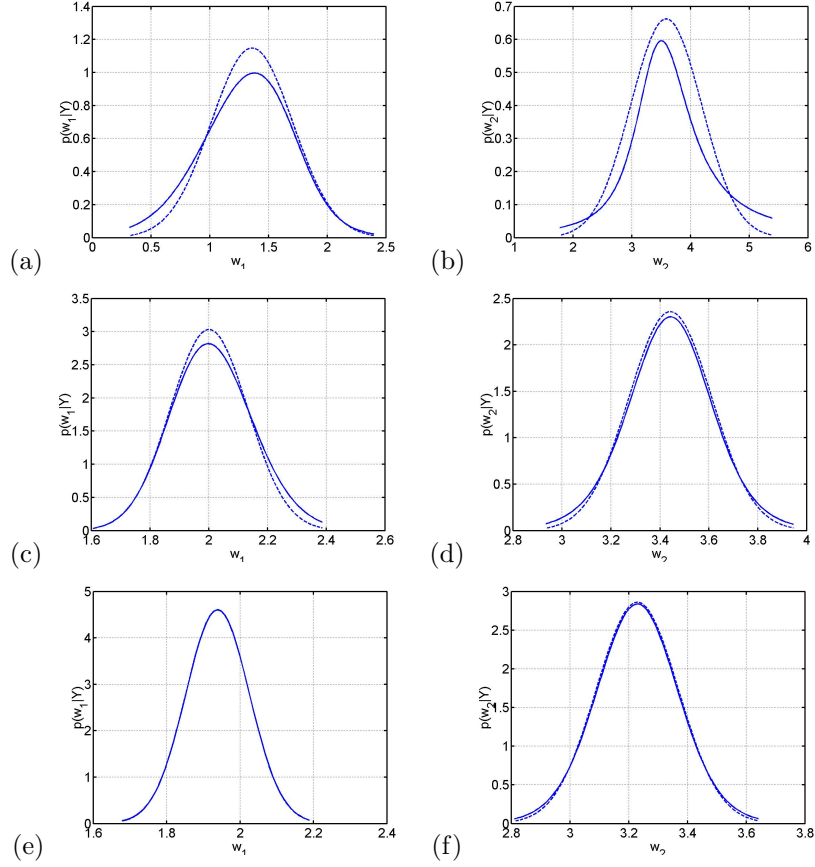 1.4
1.2
1
0.8
0.6
0.4
0.2
0
p(w1|Y)
0 0.5 1 1.5 2 2.5
w1
(a)
0.7
0.6
0.5
0.4
0.3
0.2
0.1
0
p(w2|Y)
1 2 3 4 5 6
w2
(b)
3.5
3
2.5
2
1.5
1
0.5
0
p(w1|Y)
1.6 1.8 2 2.2 2.4 2.6
w1
(c)
2.5
2
1.5
1
0.5
0
p(w2|Y)
2.8 3 3.2 3.4 3.6 3.8 4
w2
(d)
5
4
3
2
1
0
p(w1|Y)
1.6 1.8 2 2.2 2.4
w1
(e)
3
2.5
2
1.5
1
0.5
0
p(w2|Y)
2.8 3 3.2 3.4 3.6 3.8
w2
(f)